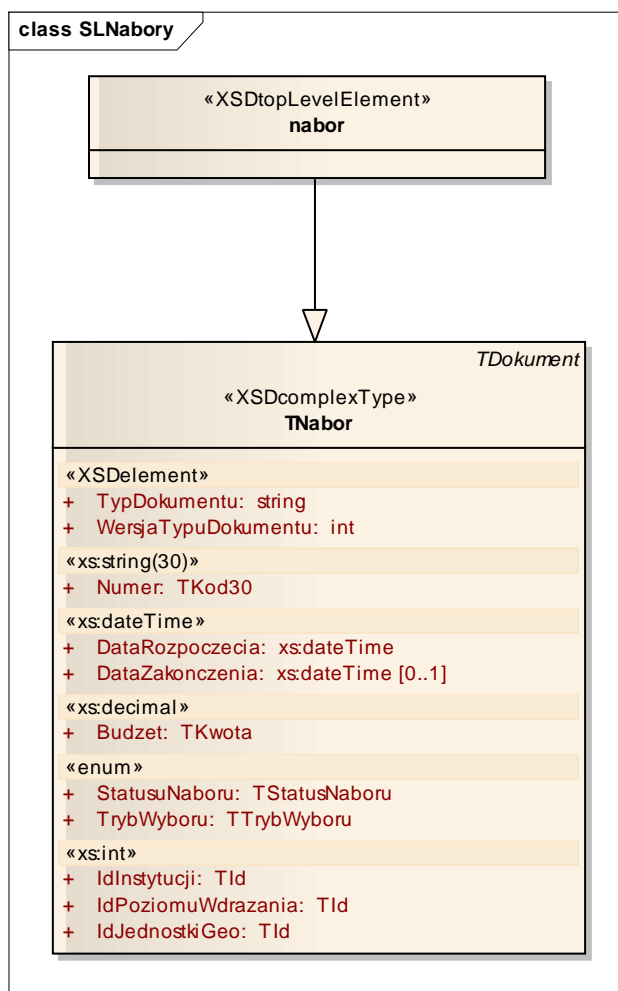 class SLNabory
«XSDtopLevelElement»
nabor
TDokument
«XSDcomplexType»
TNabor
«XSDelement»
+ TypDokumentu: string
+ WersjaTypuDokumentu: int
«xs:string(30)»
+ Numer: TKod30
«xs:dateTime»
+ DataRozpoczecia: xs:dateTime
+ DataZakonczenia: xs:dateTime [0..1]
«xs:decimal»
+ Budzet: TKwota
«enum»
+ StatusuNaboru: TStatusNaboru
+ TrybWyboru: TTrybWyboru
«xs:int»
+ IdInstytucji: TId
+ IdPoziomuWdrazania: TId
+ IdJednostkiGeo: TId